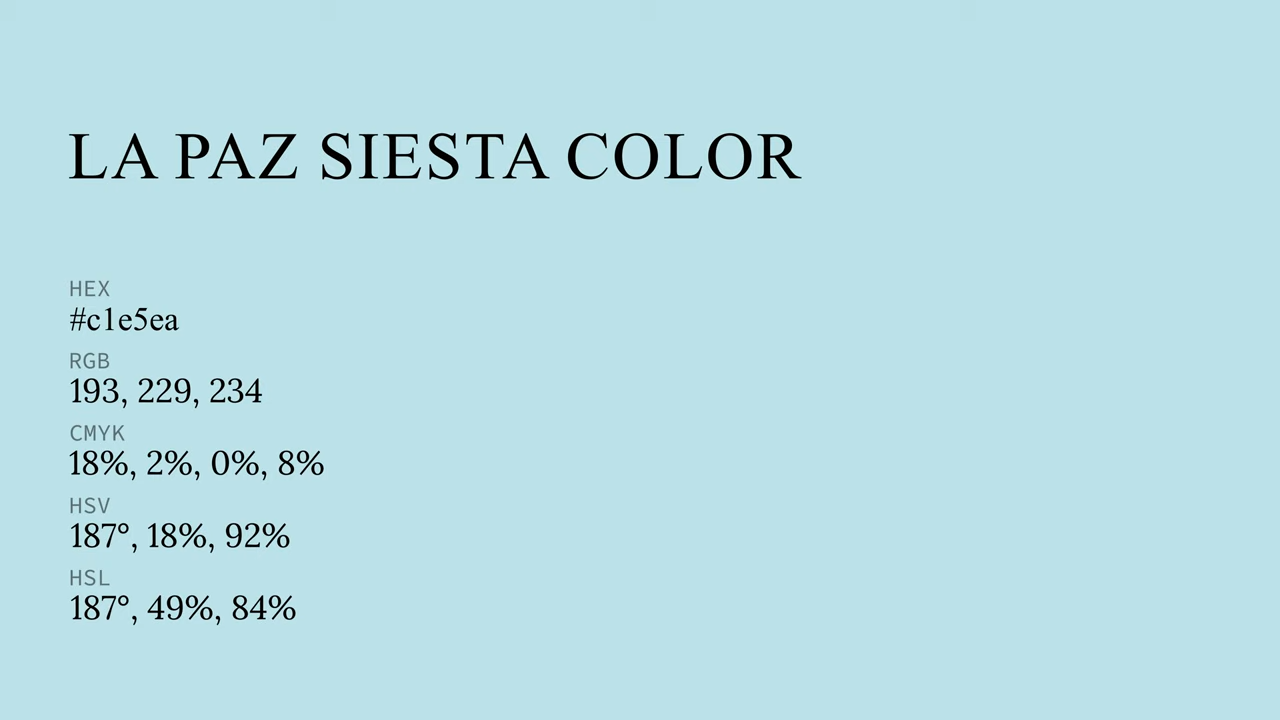 LA PAZ SIESTA COLOR
HEX
#c1e5ea
RGB
193, 229, 234
CMYK
18%, 2%, 0%, 8%
HSV
187°, 18%, 92%
HSL
187°, 49%, 84%